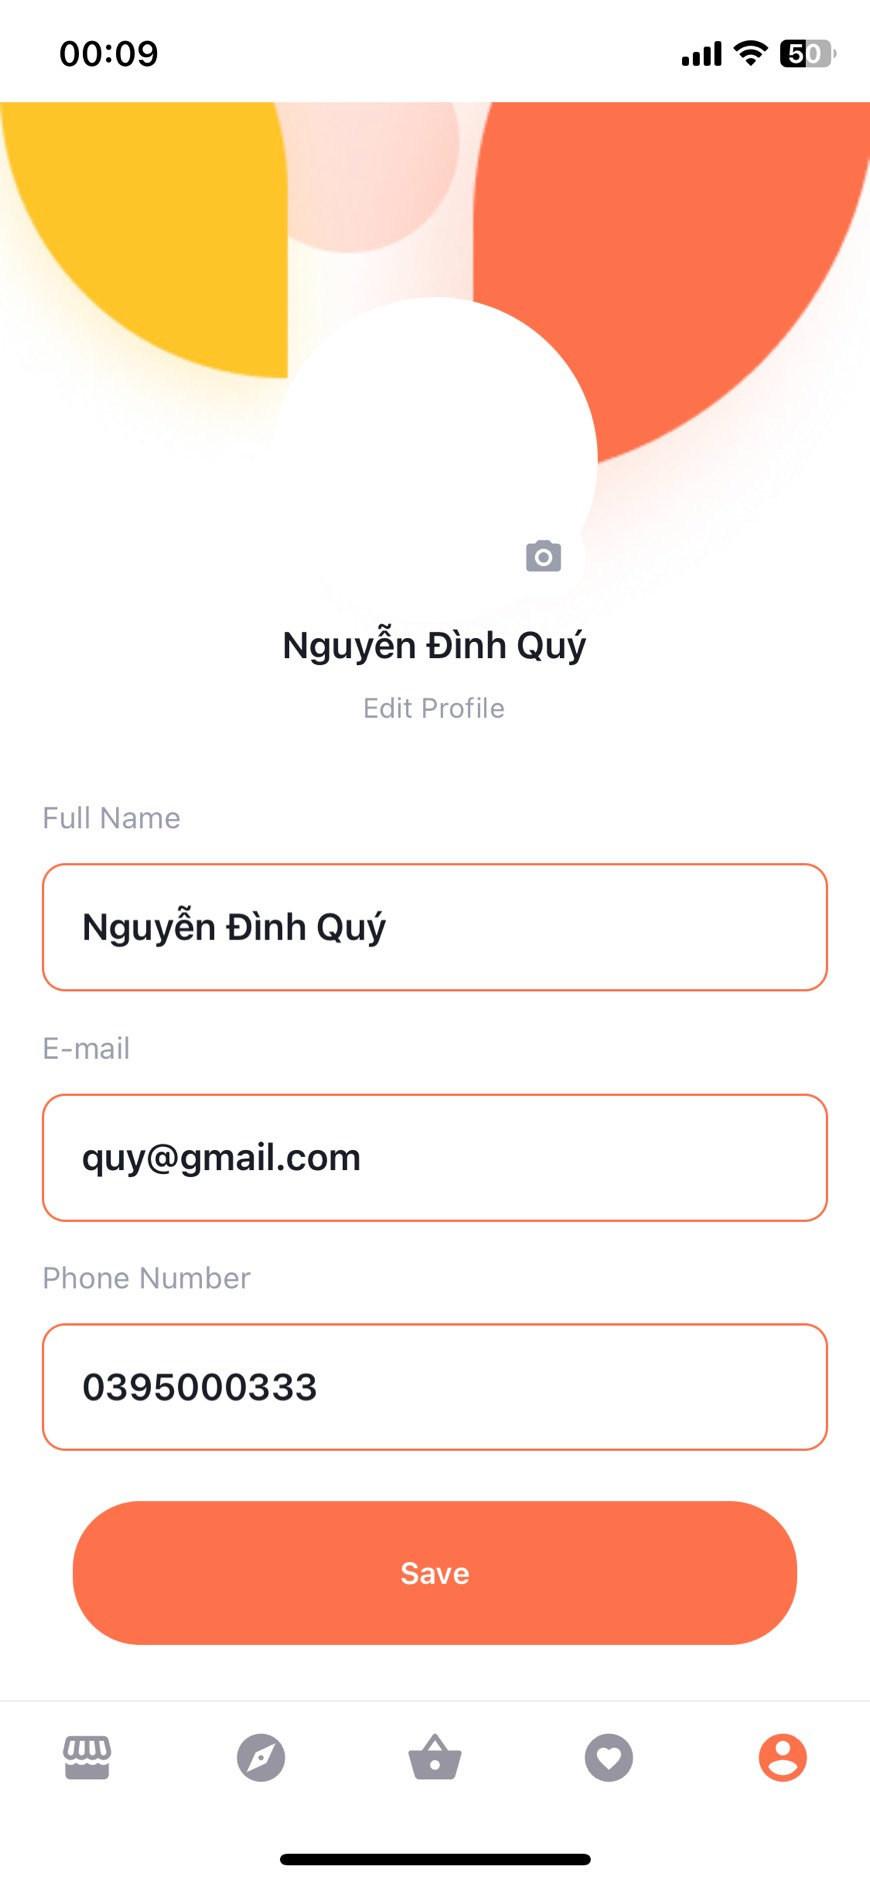 00:09
50
Nguyễn Đình Quý
Edit Profile
Full Name
Nguyễn Đình Quý
E-mail
quy@gmail.com
Phone Number
0395000333
Save